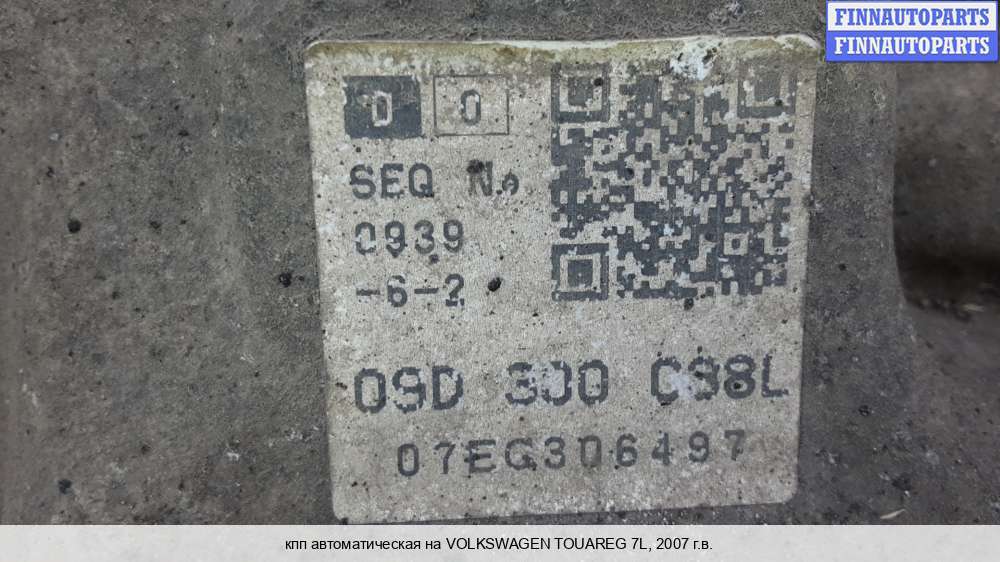 FINNAUTOPARTS
FINNAUTOPARTS
D 0
SEQ No
0939
-6-2
09D 300 038L
07EG306497
кпп автоматическая на VOLKSWAGEN TOUAREG 7L, 2007 г.в.